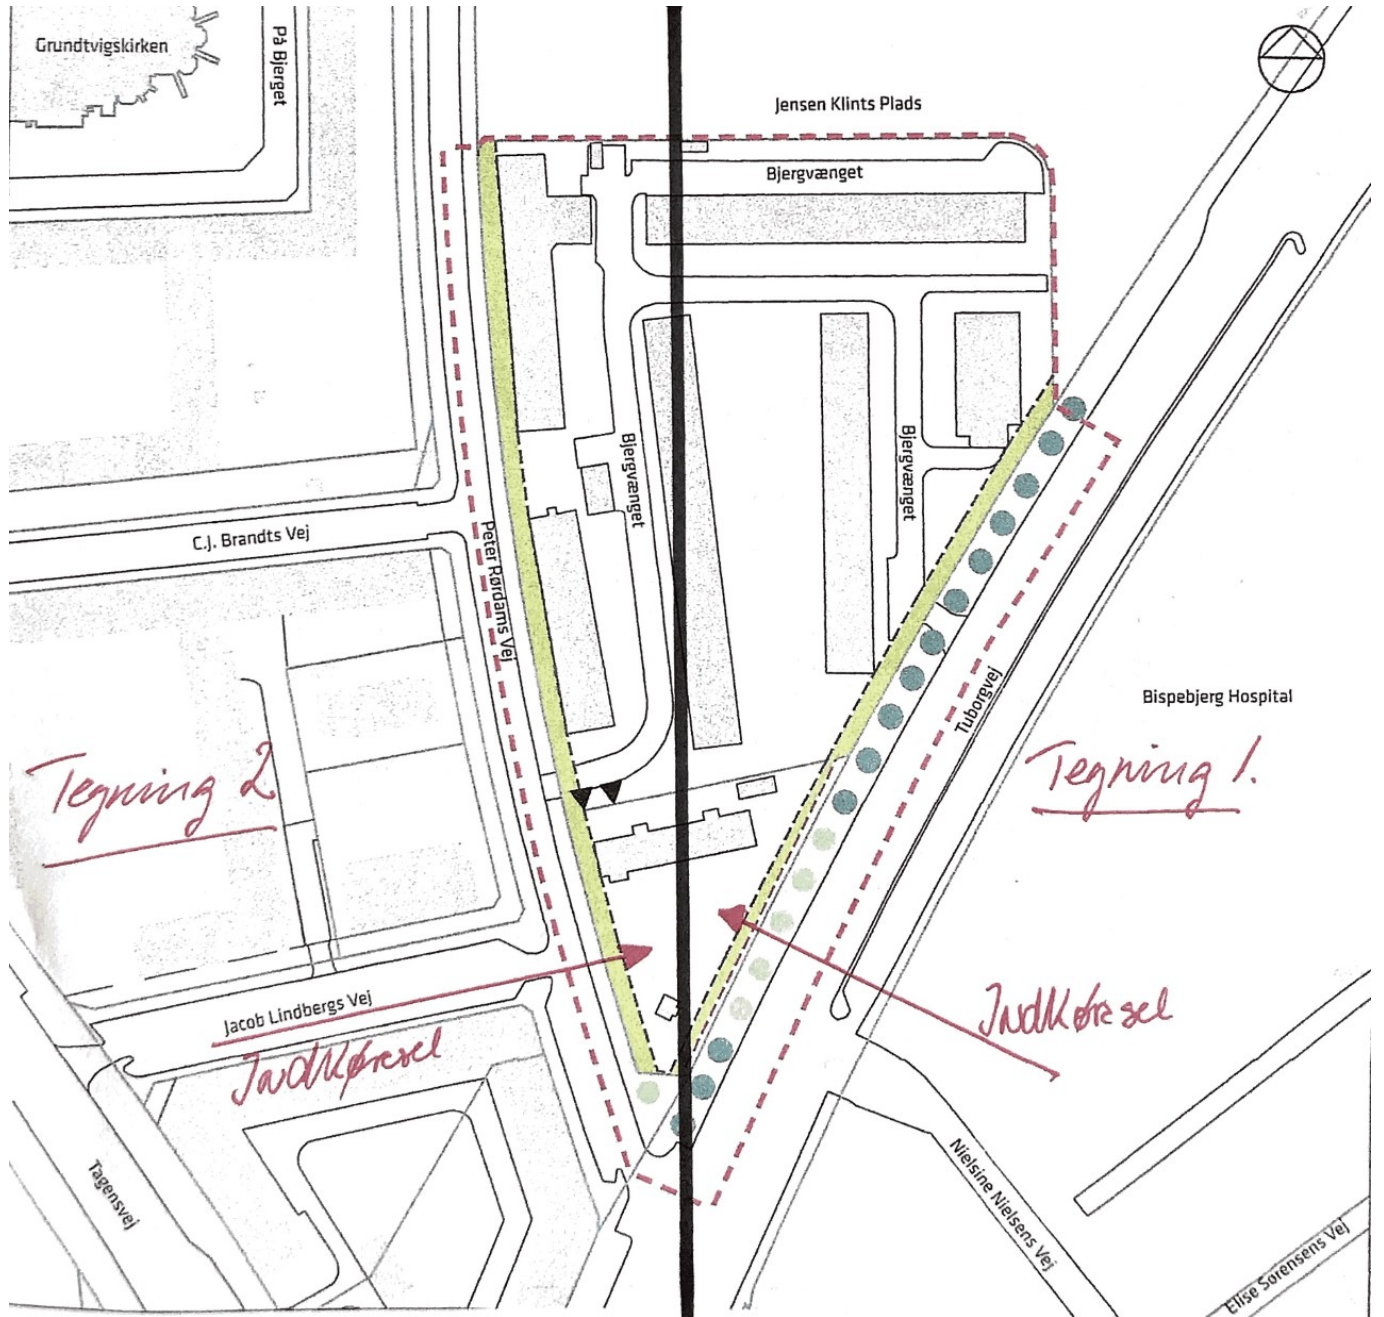 Grundtvigskirken
På Bjerget
Jensen Klints Plads
Bjergvænget
Bjergvænget
Bjergvænget
C.J. Brandts Vej
Peter Rørdams Vej
Tuborgvej
Bispebjerg Hospital
Tegning 2
Tegning 1.
Jacob Lindbergs Vej
Indkørsel
Indkørsel
Tagensvej
Nielsine Nielsens Vej
Elise Sørensens Vej